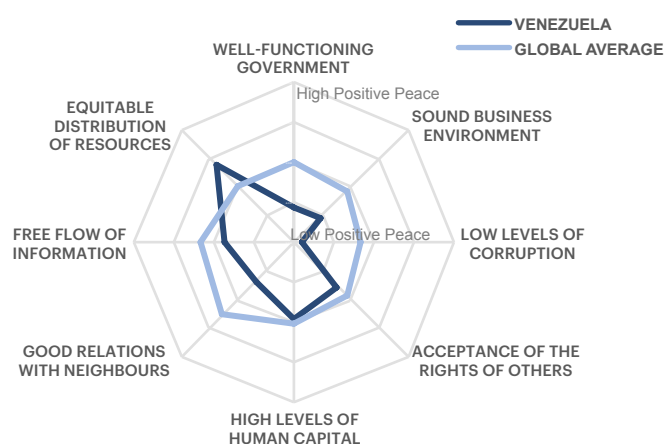 VENEZUELA
GLOBAL AVERAGE
WELL-FUNCTIONING
GOVERNMENT
High Positive Peace
EQUITABLE
DISTRIBUTION
OF RESOURCES
SOUND BUSINESS
ENVIRONMENT
FREE FLOW OF
INFORMATION
Low Positive Peace
LOW LEVELS OF
CORRUPTION
GOOD RELATIONS
WITH NEIGHBOURS
ACCEPTANCE OF THE
RIGHTS OF OTHERS
HIGH LEVELS OF
HUMAN CAPITAL